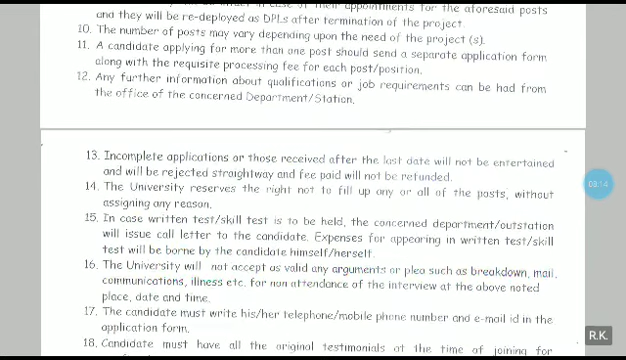 their appointments for the aforesaid posts
and they will be re-deployed as DPLs after termination of the project.
10. The number of posts may vary depending upon the need of the project (s).
11. A candidate applying for more than one post should send a separate application form
along with the requisite processing fee for each post/position.
12. Any further information about qualifications or job requirements can be had from
the office of the concerned Department/Station.
13. Incomplete applications or those received after the last date will not be entertained
and will be rejected straightway and fee paid will not be refunded.
14. The University reserves the right not to fill up any or all of the posts, without
assigning any reason.
15. In case written test/skill test is to be held, the concerned department/outstation
will issue call letter to the candidate. Expenses for appearing in written test/skill
test will be borne by the candidate himself/herself.
16. The University will not accept as valid any arguments or plea such as breakdown, mail,
communications, illness etc. for non attendance of the interview at the above noted
place, date and time.
17. The candidate must write his/her telephone/mobile phone number and e-mail id in the
application form.
18. Candidate must have all the original testimonials at the time of joining for
03:14
R.K.